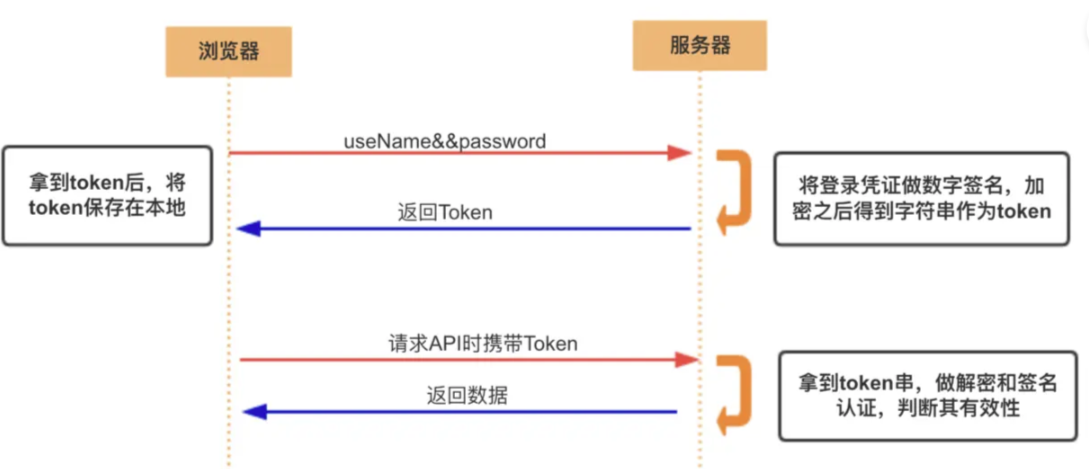 浏览器
服务器
useName&&password
拿到token后，将
token保存在本地
将登录凭证做数字签名，加
密之后得到字符串作为token
返回Token
请求API时携带Token
拿到token串，做解密和签名
认证，判断其有效性
返回数据